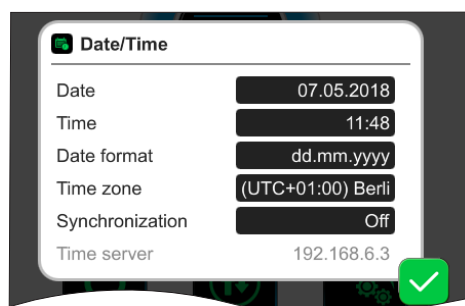 Date/Time
Date 07.05.2018
Time 11:48
Date format dd.mm.yyyy
Time zone (UTC+01:00) Berli
Synchronization Off
Time server 192.168.6.3